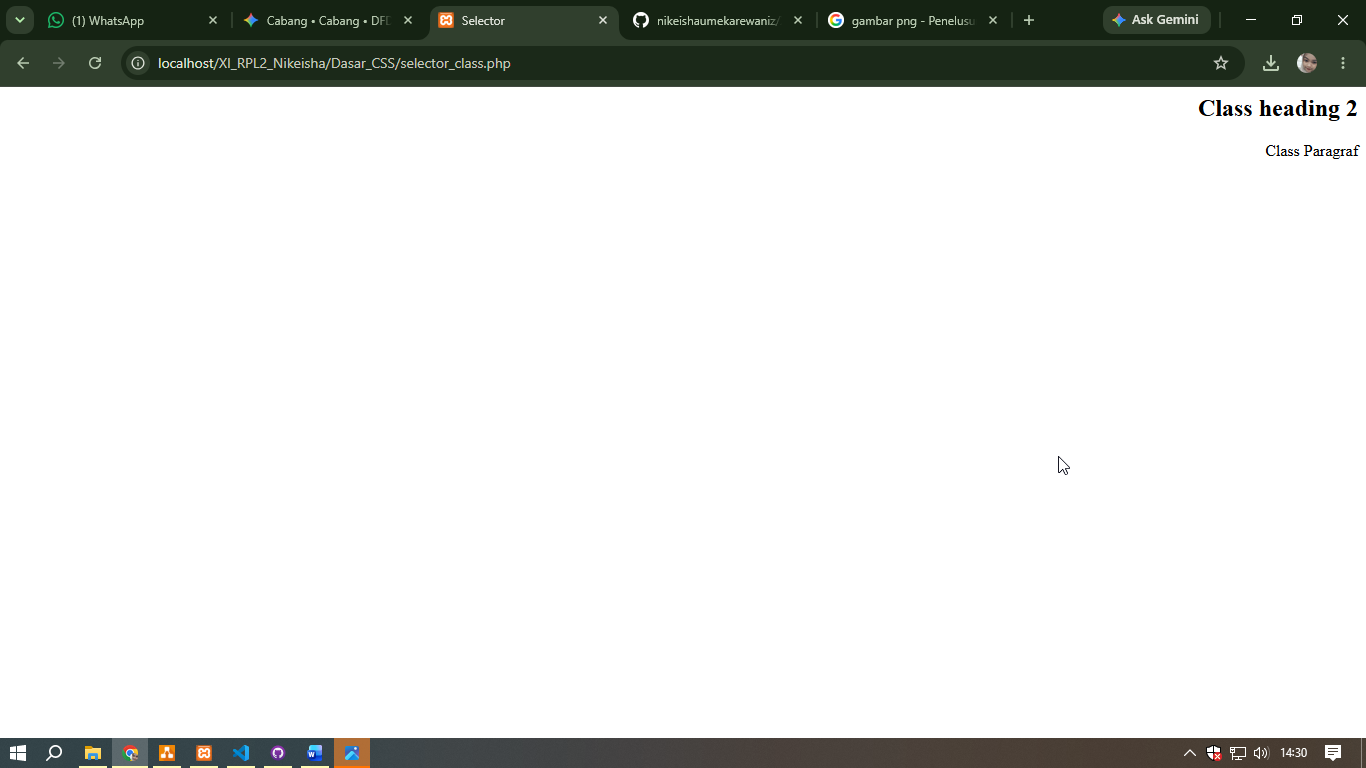 (1) WhatsApp
Cabang • Cabang • DFD
Selector
nikeishaumekarewaniz/
gambar png - Penelusu
Ask Gemini
localhost/XI_RPL2_Nikeisha/Dasar_CSS/selector_class.php
Class heading 2
Class Paragraf
14:30